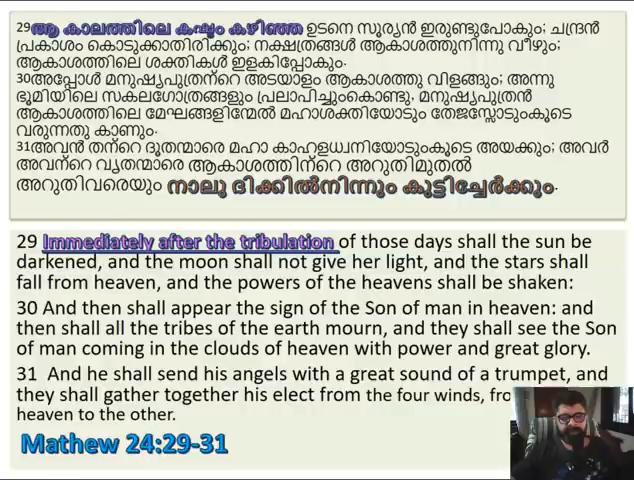 29ആ കാലത്തിലെ കഷ്ടം കഴിഞ്ഞ ഉടനെ സൂര്യൻ ഇരുണ്ടുപോകും; ചന്ദ്രൻ
പ്രകാശം കൊടുക്കാതിരിക്കും; നക്ഷത്രങ്ങൾ ആകാശത്തുനിന്നു വീഴും;
ആകാശത്തിലെ ശക്തികൾ ഇളകിപ്പോകും.
30അപ്പോൾ മനുഷ്യപുത്രന്റെ അടയാളം ആകാശത്തു വിളങ്ങും; അന്നു
ഭൂമിയിലെ സകലഗോത്രങ്ങളും പ്രലാപിച്ചുംകൊണ്ടു, മനുഷ്യപുത്രൻ
ആകാശത്തിലെ മേഘങ്ങളിന്മേൽ മഹാശക്തിയോടും തേജസ്സോടുംകൂടെ
വരുന്നതു കാണും.
31അവൻ തന്റെ ദൂതന്മാരെ മഹാ കാഹളധ്വനിയോടുംകൂടെ അയക്കും; അവർ
അവന്റെ വൃതന്മാരെ ആകാശത്തിന്റെ അറുതിമുതൽ
അറുതിവരെയും നാലു ദിക്കിൽനിന്നും കൂട്ടിച്ചേർക്കും.
29 Immediately after the tribulation of those days shall the sun be
darkened, and the moon shall not give her light, and the stars shall
fall from heaven, and the powers of the heavens shall be shaken:
30 And then shall appear the sign of the Son of man in heaven: and
then shall all the tribes of the earth mourn, and they shall see the Son
of man coming in the clouds of heaven with power and great glory.
31 And he shall send his angels with a great sound of a trumpet, and
they shall gather together his elect from the four winds,
heaven to the other.
Mathew 24:29-31